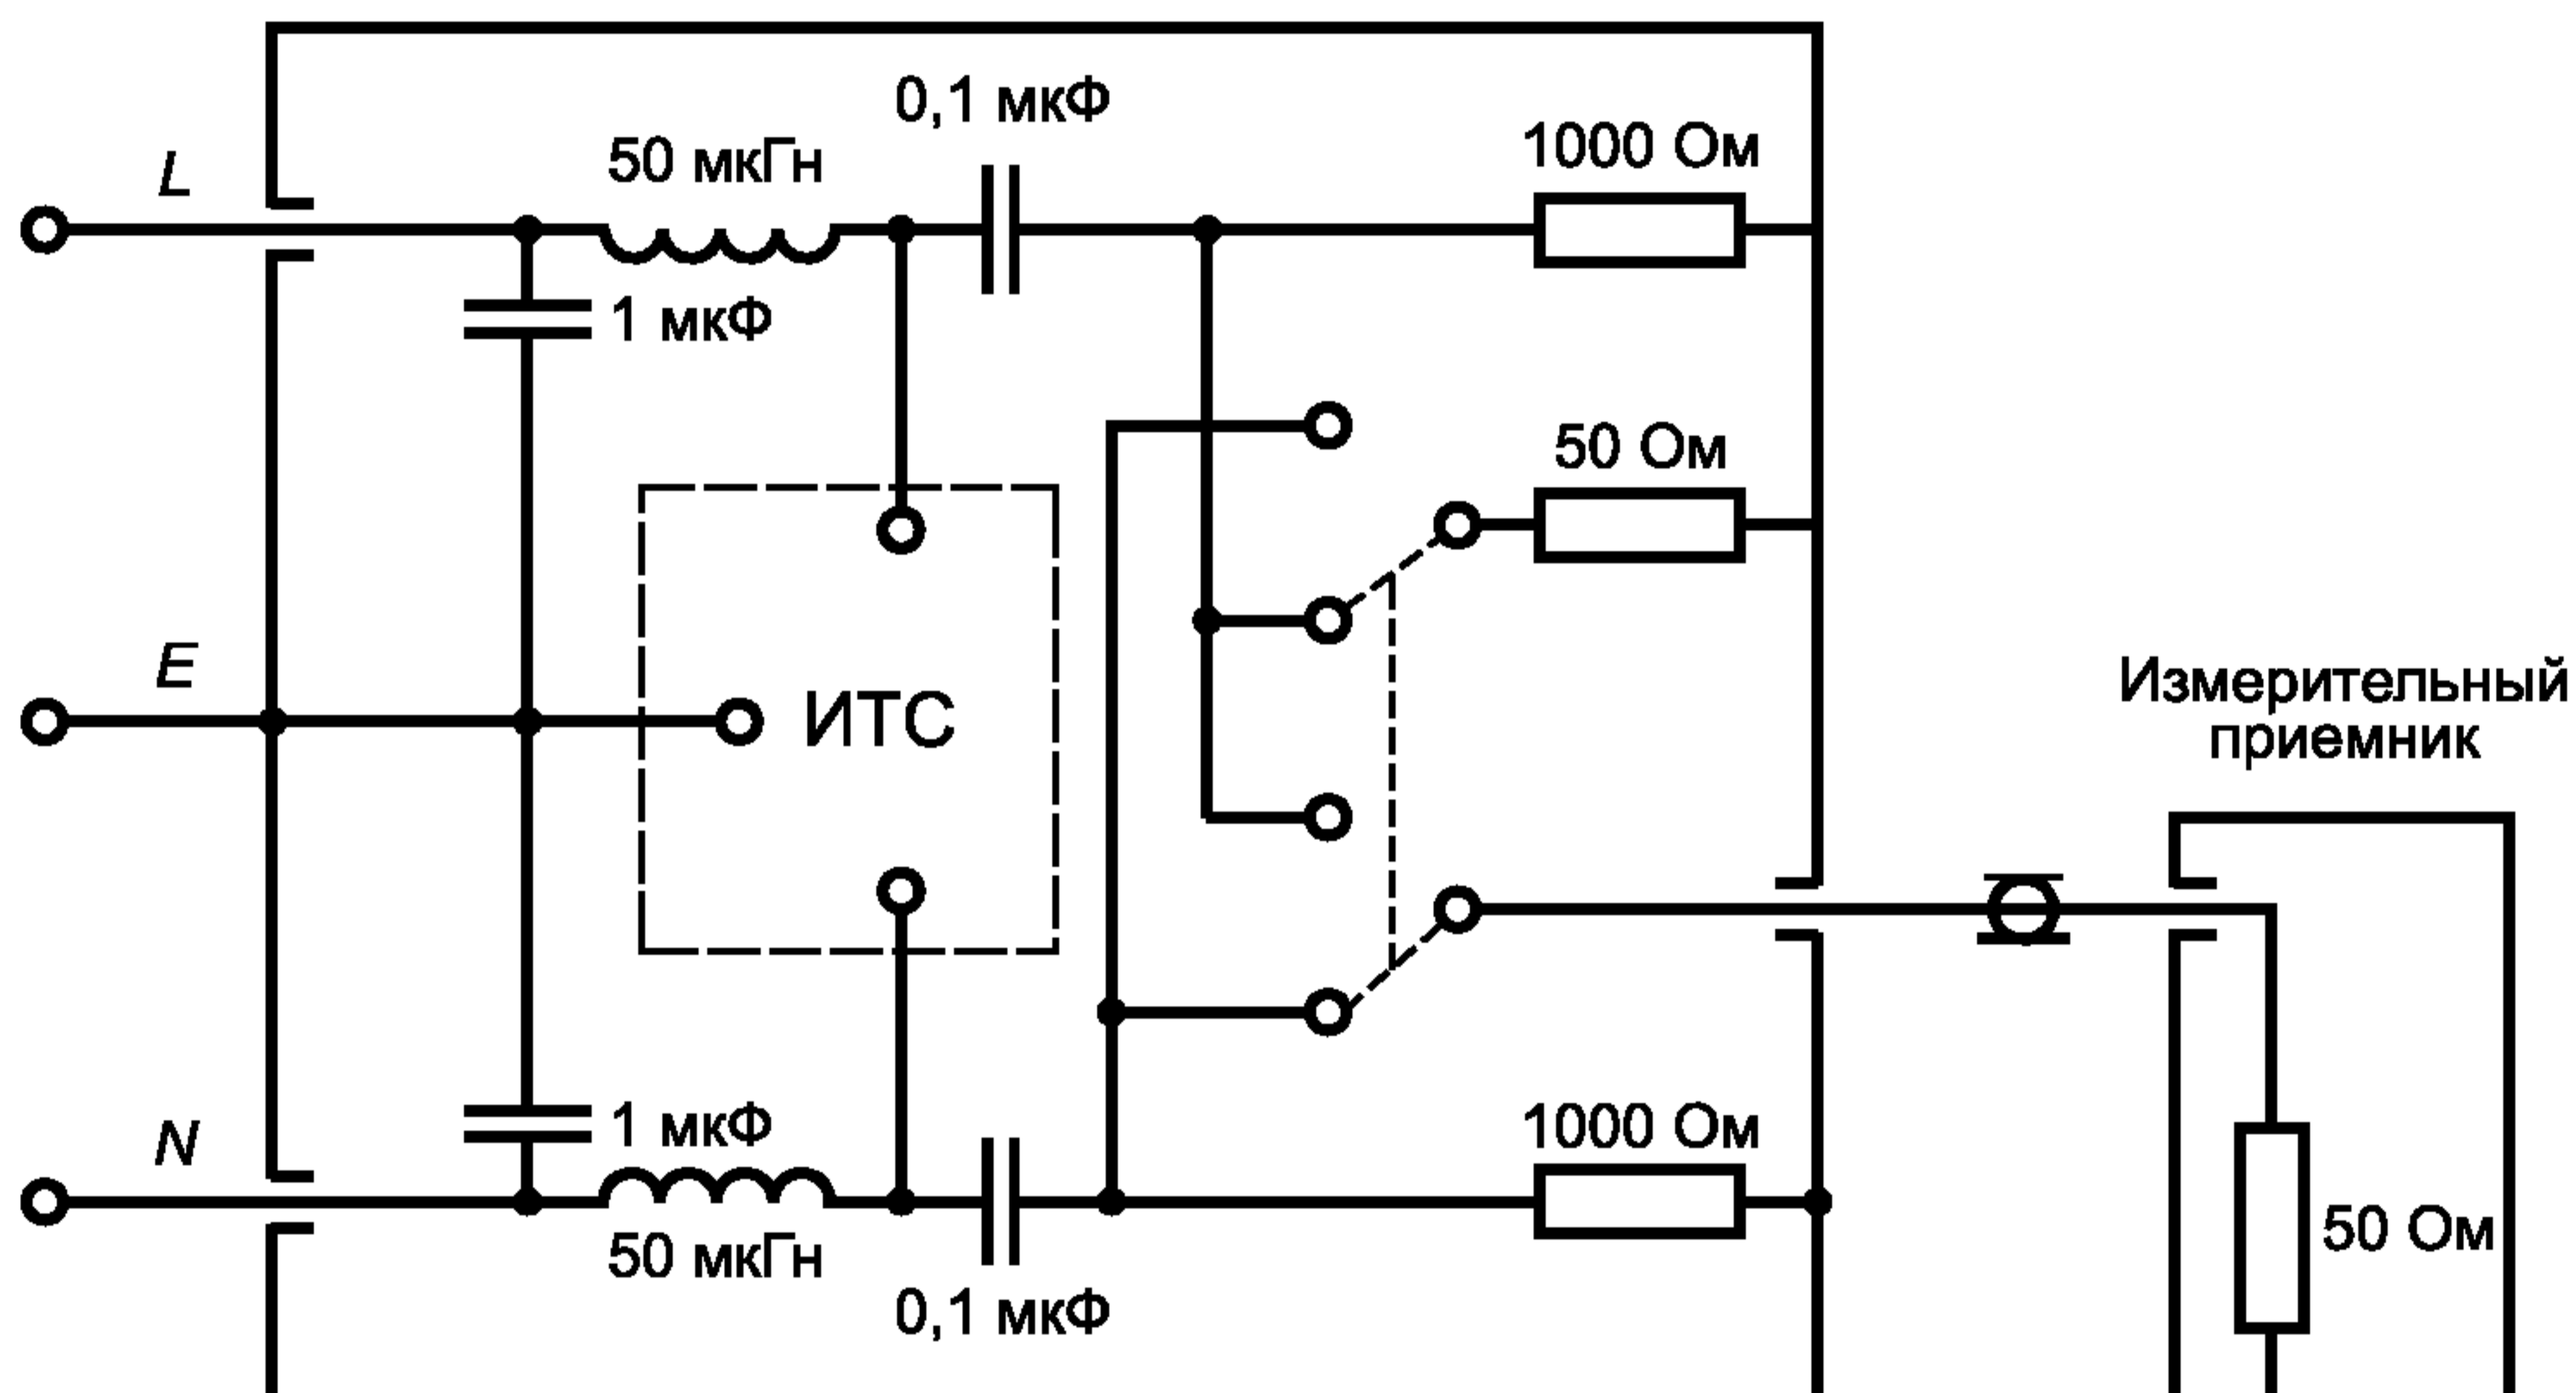 0,1 мкФ
1000 Ом
50 мкГн
L
1 мкФ
50 Ом
E
ИТС
Измерительный
приемник
N
1 мкФ
1000 Ом
50 Ом
50 мкГн
0,1 мкФ